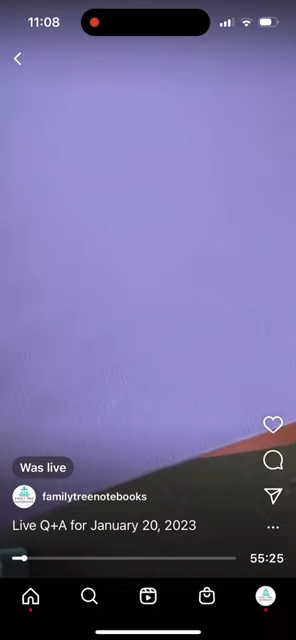 11:08
Was live
familytreenotebooks
Live Q+A for January 20, 2023
55:25